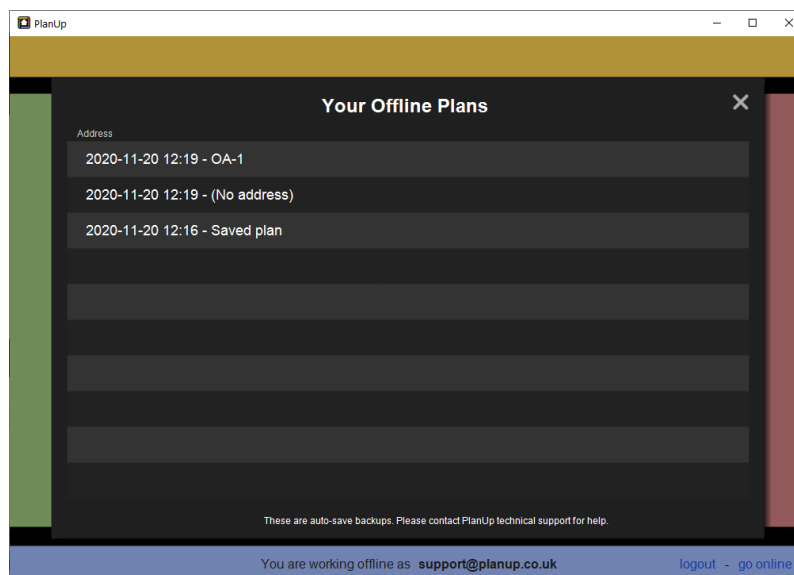 PlanUp
Your Offline Plans
Address
2020-11-20 12:19 - OA-1
2020-11-20 12:19 - (No address)
2020-11-20 12:16 - Saved plan
These are auto-save backups. Please contact PlanUp technical support for help.
You are working offline as support@planup.co.uk logout - go online